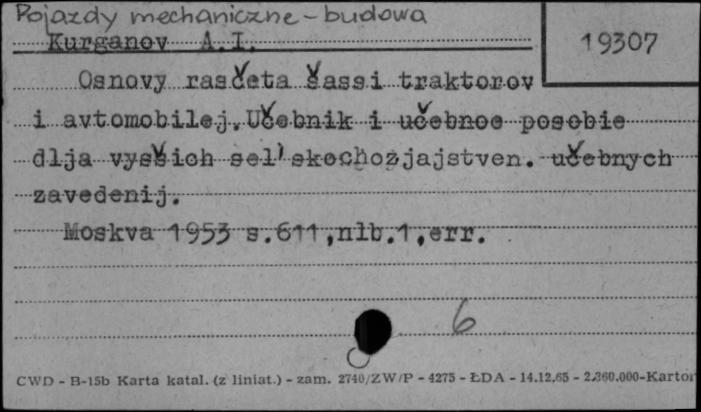 Pojazdy mechaniczne - budowa
Kurganov A.I.
19307
Osnovy rasčeta šassi traktorov
i avtomobilej. Učebnik i učebnoe posobie
dlja vysšich sel'skochozjajstven. učebnych
zavedenij.
Moskva 1953 s.611,nlb.1,err.
6
CWD - B-15b Karta katal. (z liniat.) - zam. 2740/ZW/P - 4275 - ŁDA - 14.12.65 - 2.360.000-Karton